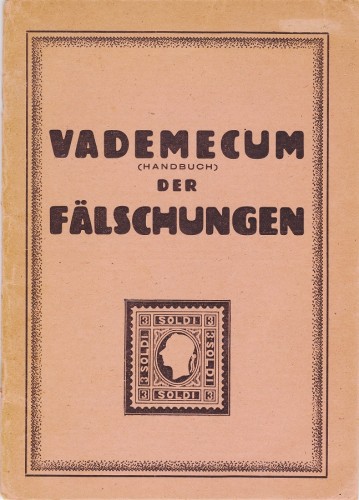 VADEMECUM
(HANDBUCH)
DER
FÄLSCHUNGEN
3 SOLDI 3
SOLDI
SOLDI
3 SOLDI 3